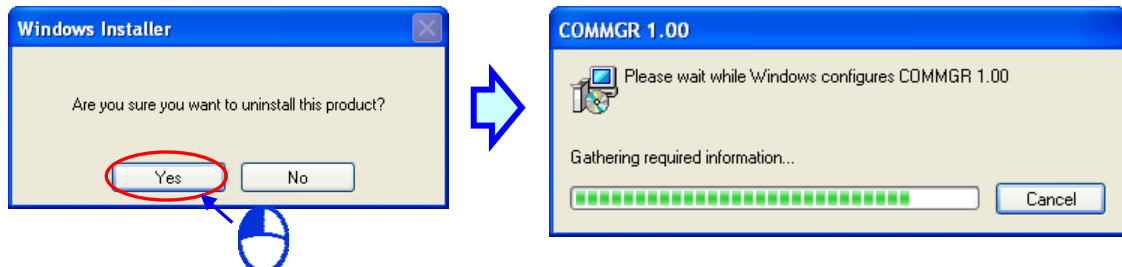 Windows Installer
Are you sure you want to uninstall this product?
Yes
No
COMMGR 1.00
Please wait while Windows configures COMMGR 1.00
Gathering required information...
Cancel